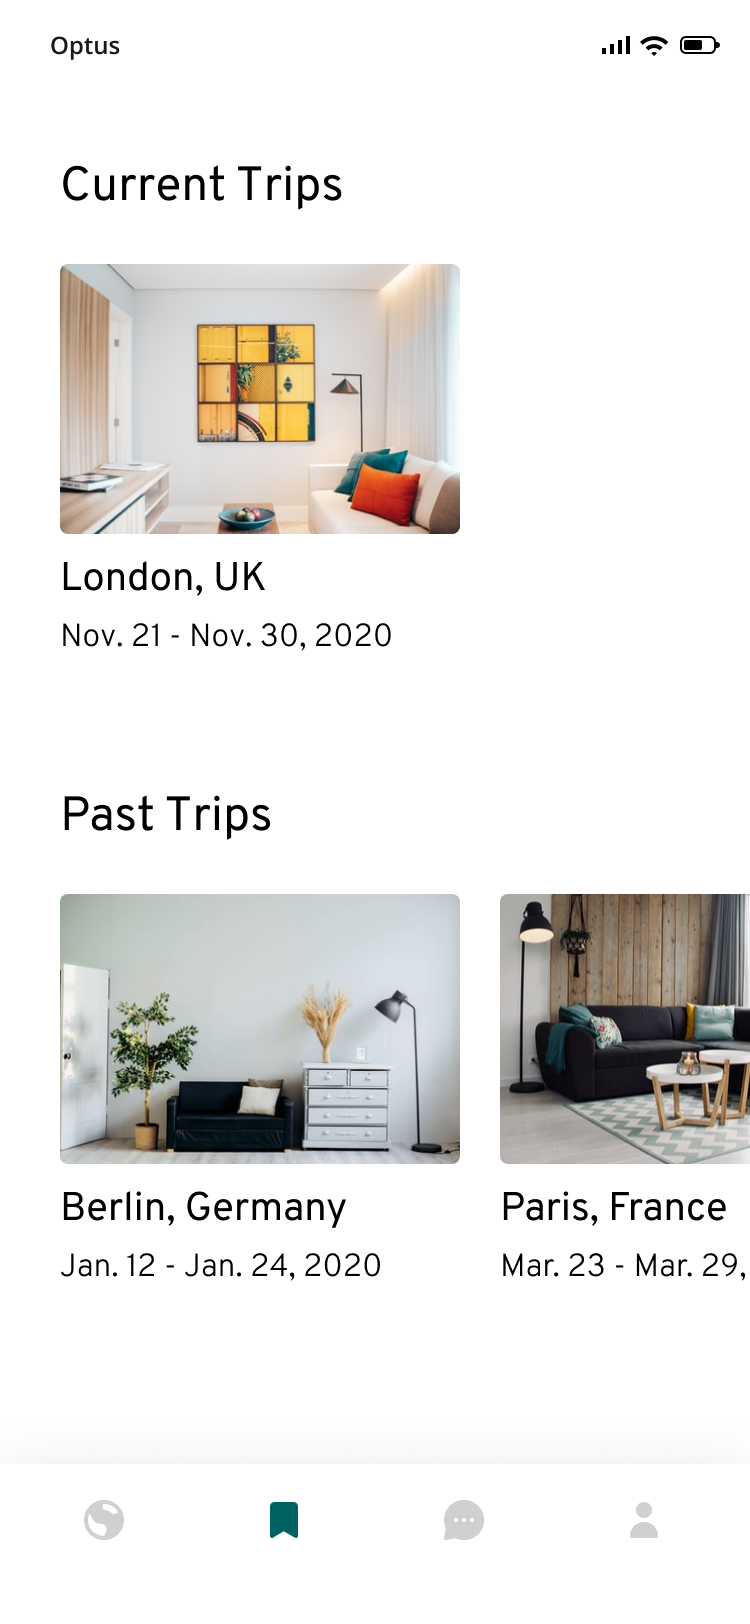 Optus
Current Trips
London, UK
Nov. 21 - Nov. 30, 2020
Past Trips
Berlin, Germany
Jan. 12 - Jan. 24, 2020
Paris, France
Mar. 23 - Mar. 29,